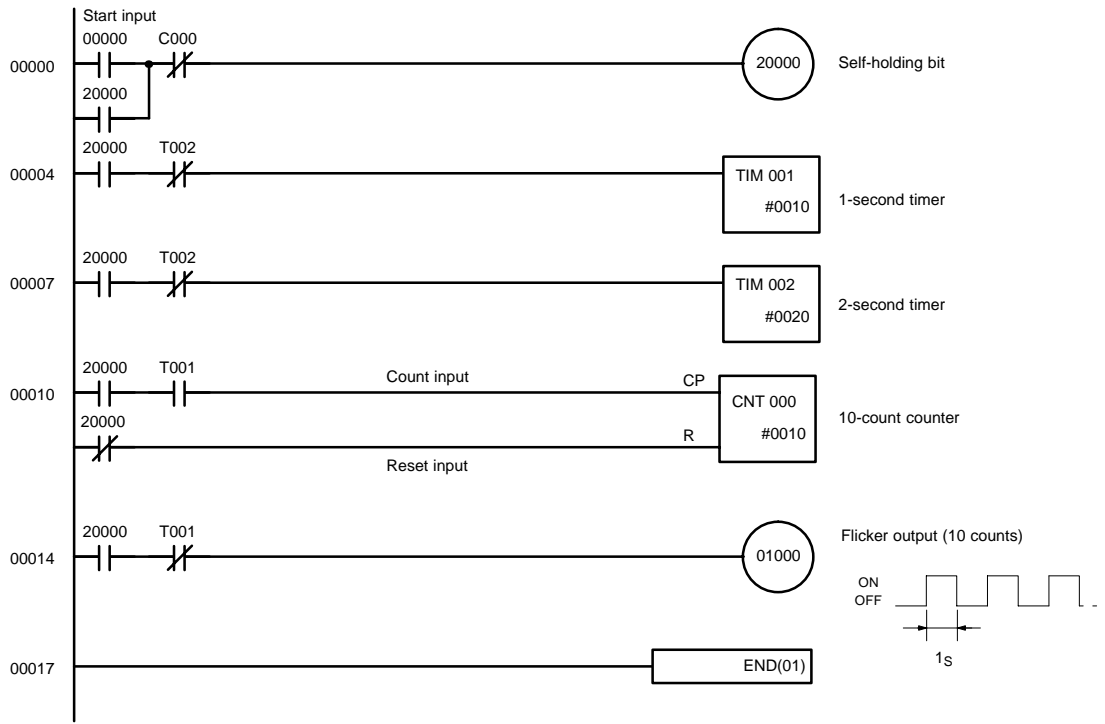 Start input
00000 C000
00000
20000 Self-holding bit
20000
20000 T002
00004
TIM 001
#0010
1-second timer
20000 T002
00007
TIM 002
#0020
2-second timer
20000 T001
00010
Count input
CP
CNT 000
#0010
10-count counter
20000
R
Reset input
20000 T001
00014
01000
Flicker output (10 counts)
ON
OFF
1S
00017
END(01)